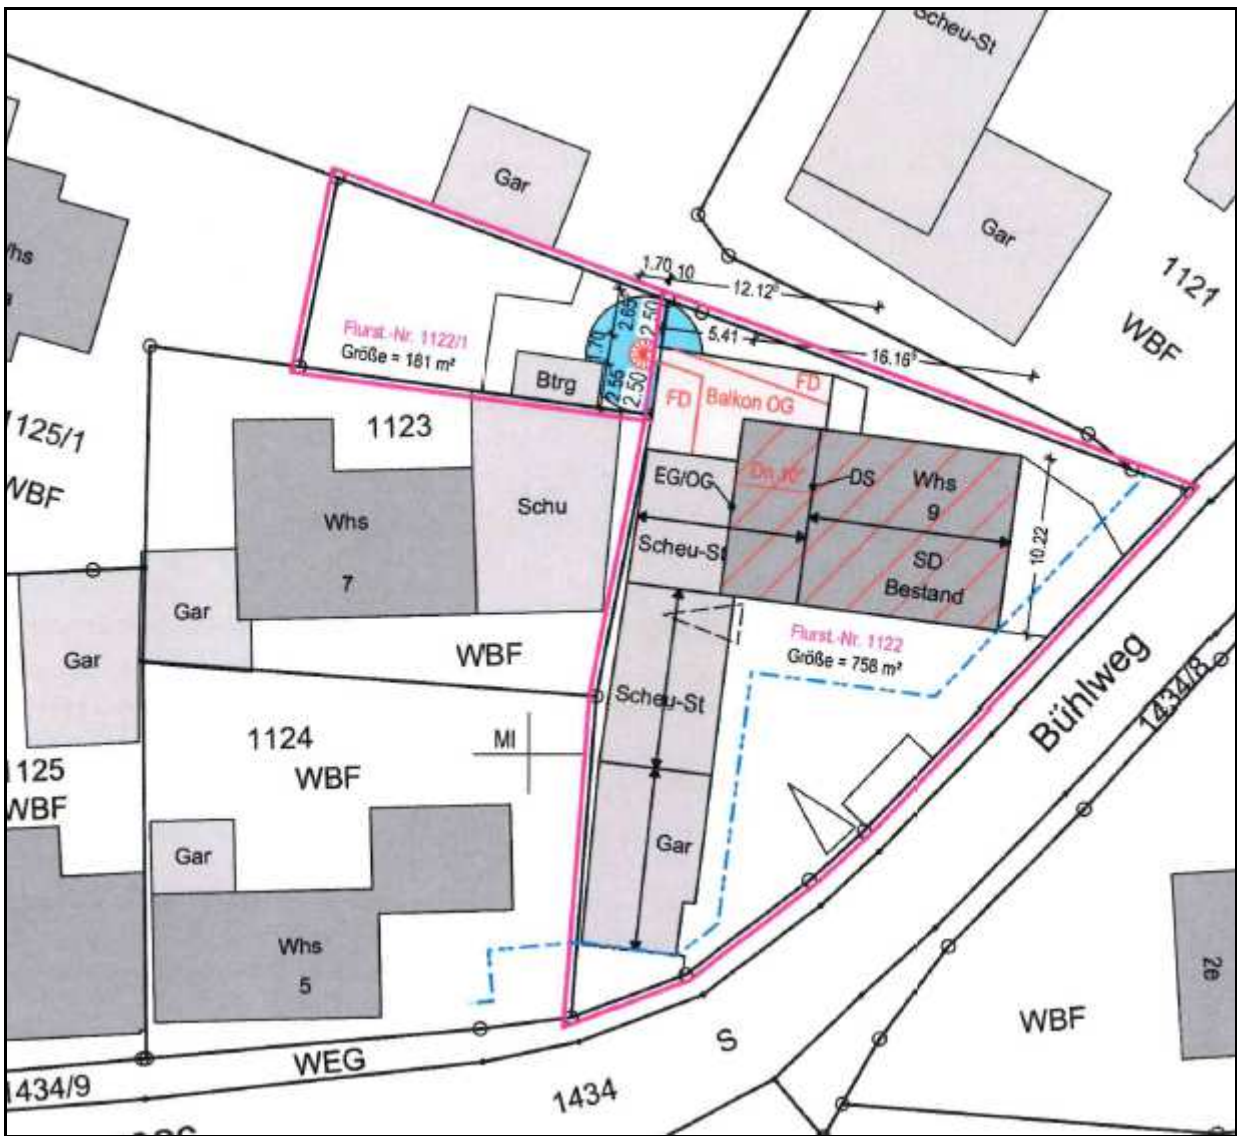 Scheu-St
Gar
Gar
1121
WBF
1.70
10
12.12⁵
5.41
16.16⁵
2.65
2.50
1.70
2.55
2.50
Flurst.-Nr. 1122/1
Größe = 181 m²
Btrg
FD
FD
Balkon OG
1125/1
WBF
1123
Whs
7
Schu
EG/OG
DS
Whs
9
Scheu-St
SD
Bestand
10.22
Gar
Gar
WBF
Flurst.-Nr. 1122
Größe = 758 m²
Scheu-St
Bühlweg
1434/8
1124
WBF
MI
1125
WBF
Gar
Gar
Whs
5
2e
WBF
S
WEG
1434/9
1434